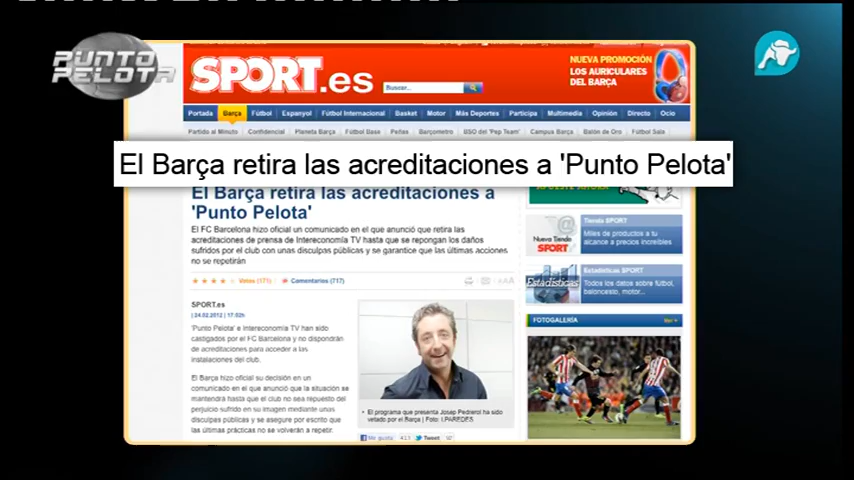 PUNTO
PELOTA
SPORT.es
Buscar...
NUEVA PROMOCIÓN
LOS AURICULARES
DEL BARÇA
Portada Barça Fútbol Espanyol Fútbol Internacional Basket Motor Más Deportes Participa Multimedia Opinión Directo Ocio
Partido al Minuto Confidencial Planeta Barça Fútbol Base Peñas Barçometro BSO del 'Pep Team' Campus Barça Balón de Oro Fútbol Sala
El Barça retira las acreditaciones a 'Punto Pelota'
El Barça retira las acreditaciones a
'Punto Pelota'
El FC Barcelona hizo oficial un comunicado en el que anunció que retira las
acreditaciones de prensa de Intereconomía TV hasta que se repongan los daños
sufridos por el club con unas disculpas públicas y se garantice que las últimas acciones
no se repetirán
Votos (171) Comentarios (717)
SPORT.es
24.02.2012 | 17:02h
'Punto Pelota' e Intereconomía TV han sido
castigados por el FC Barcelona y no dispondrán
de acreditaciones para acceder a las
instalaciones del club.
El Barça hizo oficial su decisión en un
comunicado en el que anunció que la situación se
mantendrá hasta que el club no sea repuesto del
perjuicio sufrido en su imagen mediante unas
disculpas públicas y se asegure por escrito que
las últimas prácticas no se volverán a repetir.
El programa que presenta Josep Pedrerol ha sido
vetado por el Barça | Foto: I.PAREDES
Me gusta Tweet
APUESTE AHORA
Nueva Tienda
SPORT
Tienda SPORT
Miles de productos a tu
alcance a precios increíbles
Estadísticas
Estadísticas SPORT
Todos los datos sobre fútbol,
baloncesto, motor...
FOTOGALERÍA Ver +